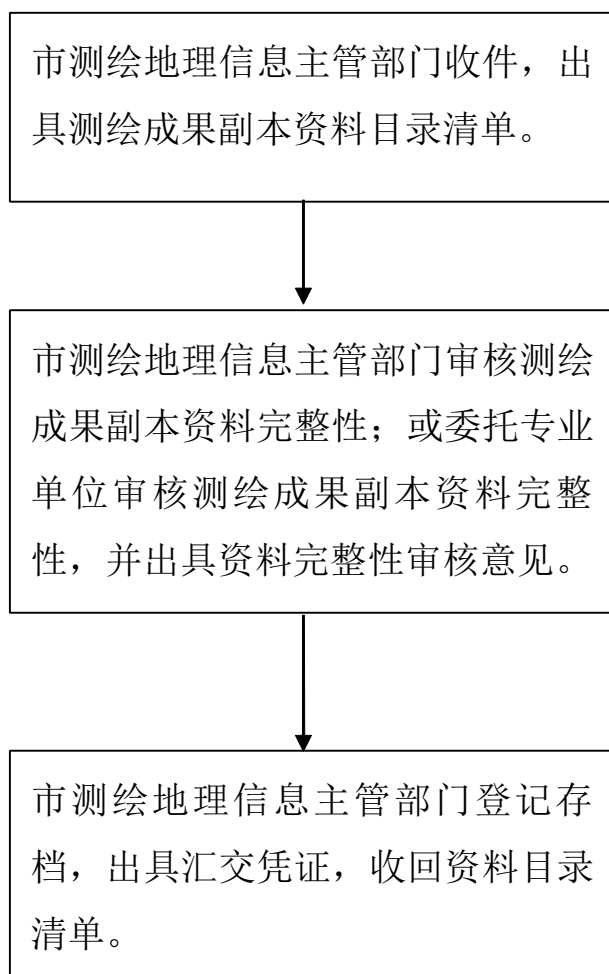 市测绘地理信息主管部门收件，出
具测绘成果副本资料目录清单。
市测绘地理信息主管部门审核测绘
成果副本资料完整性；或委托专业
单位审核测绘成果副本资料完整
性，并出具资料完整性审核意见。
市测绘地理信息主管部门登记存
档，出具汇交凭证，收回资料目录
清单。